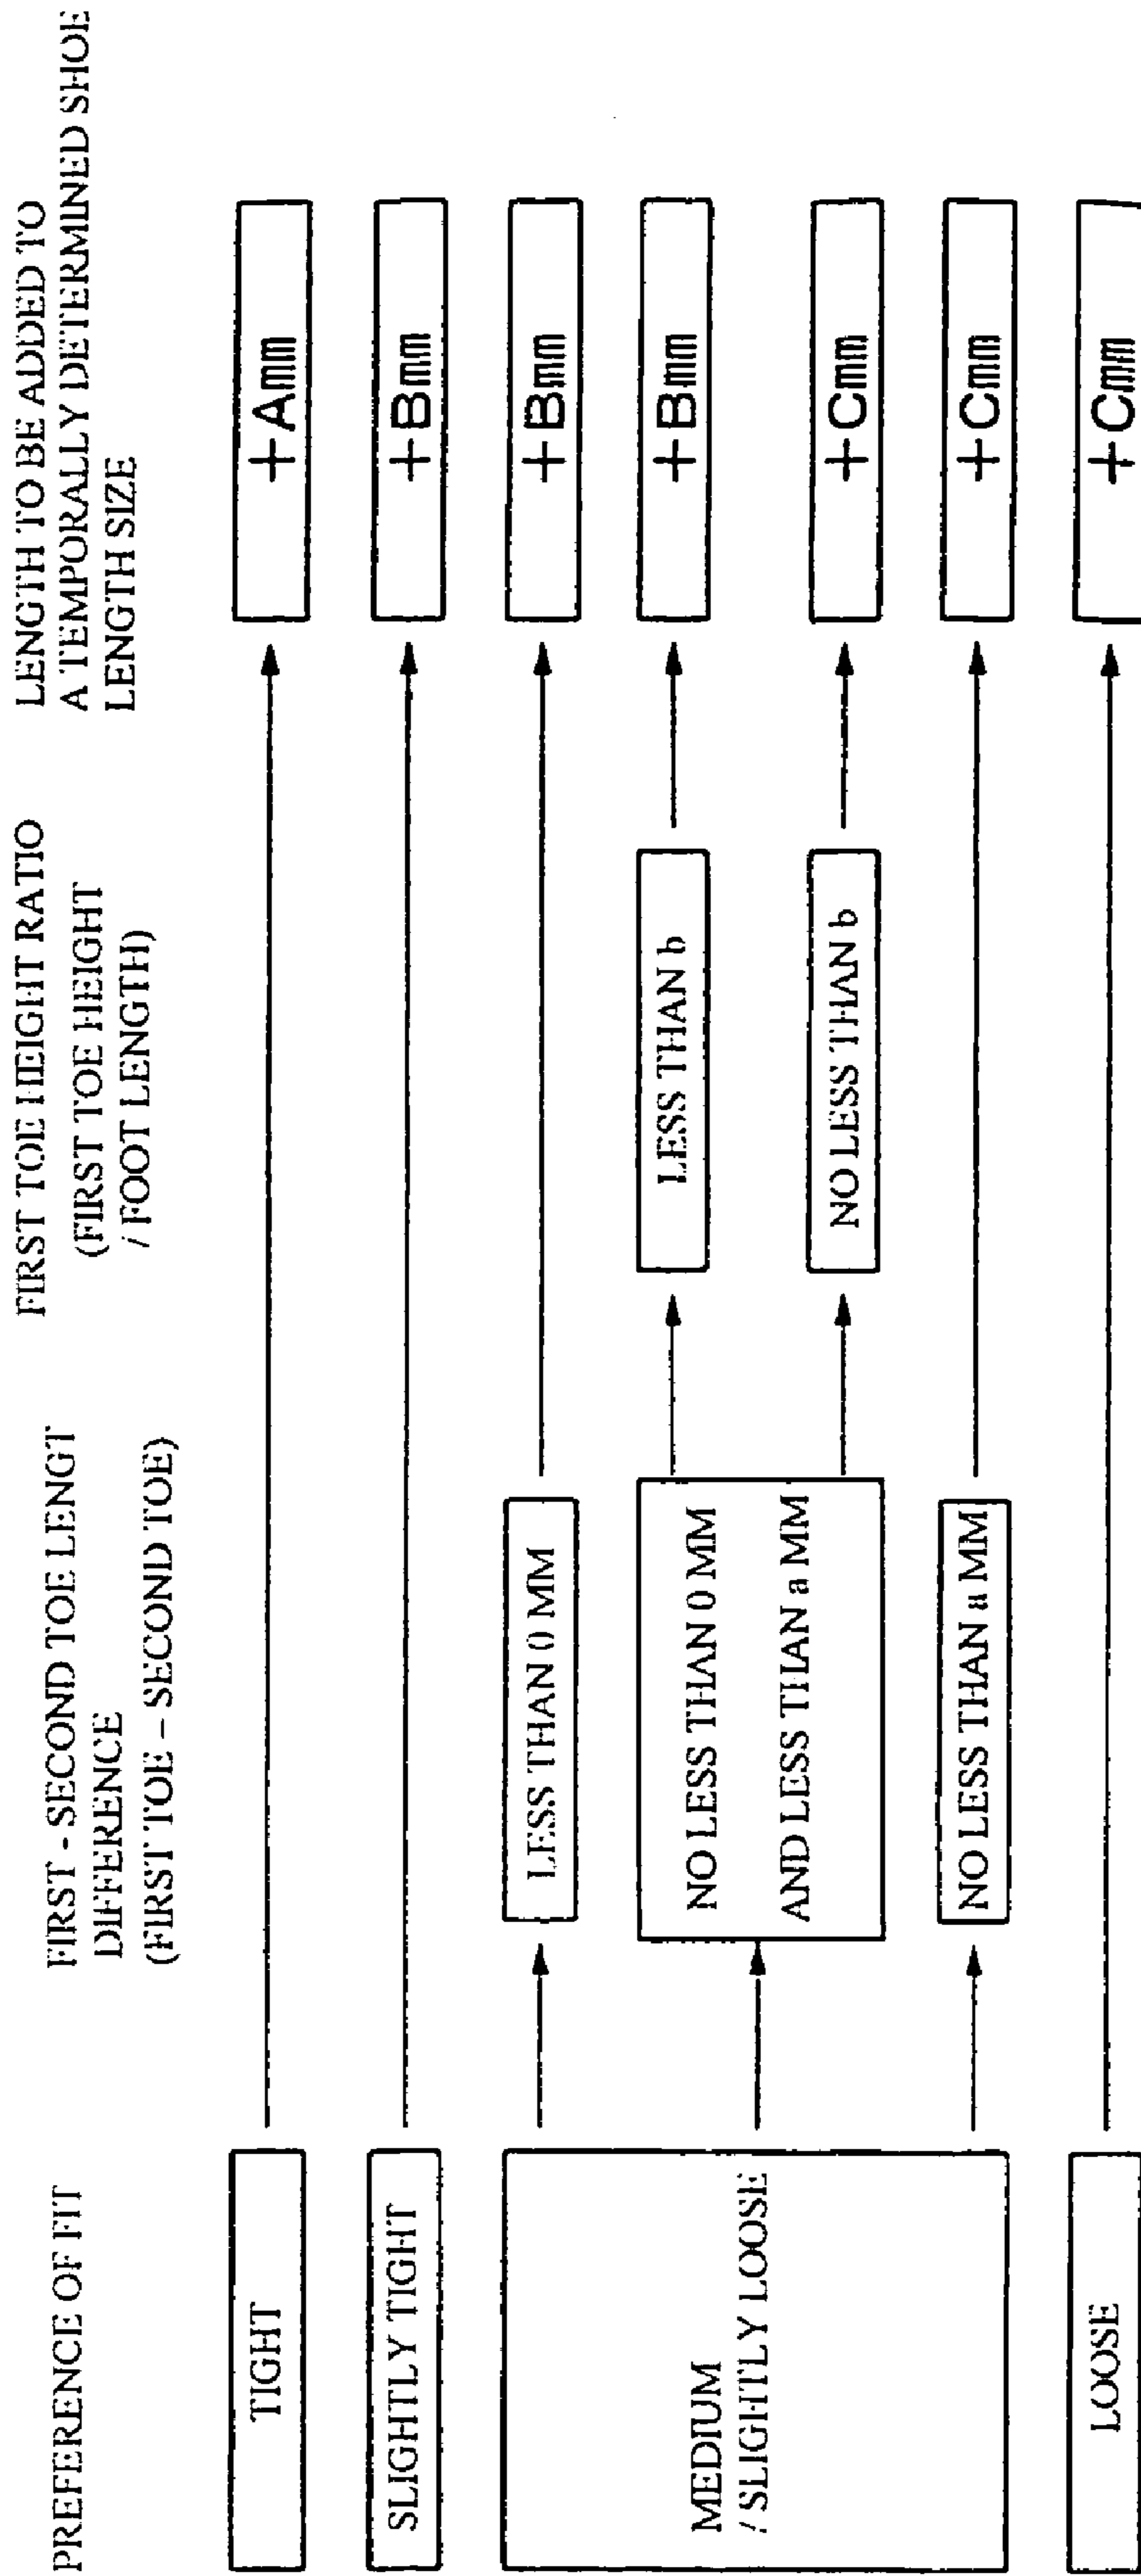 PREFERENCE OF FIT
FIRST - SECOND TOE LENGT
DIFFERENCE
(FIRST TOE – SECOND TOE)
FIRST TOE HEIGHT RATIO
(FIRST TOE HEIGHT
/ FOOT LENGTH)
LENGTH TO BE ADDED TO
A TEMPORALLY DETERMINED SHOE
LENGTH SIZE
TIGHT
+Amm
SLIGHTLY TIGHT
+Bmm
MEDIUM
/ SLIGHTLY LOOSE
LESS THAN 0 MM
+Bmm
NO LESS THAN 0 MM
AND LESS THAN a MM
LESS THAN b
+Bmm
NO LESS THAN b
+Cmm
NO LESS THAN a MM
+Cmm
LOOSE
+Cmm